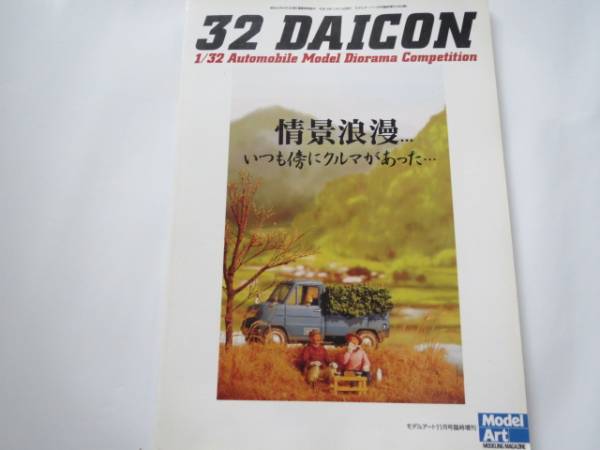 32 DAICON
1/32 Automobile Model Diorama Competition
情景浪漫…
いつも傍にクルマがあった…
モデルアート11月号臨時増刊
Model
Art
MODELING MAGAZINE